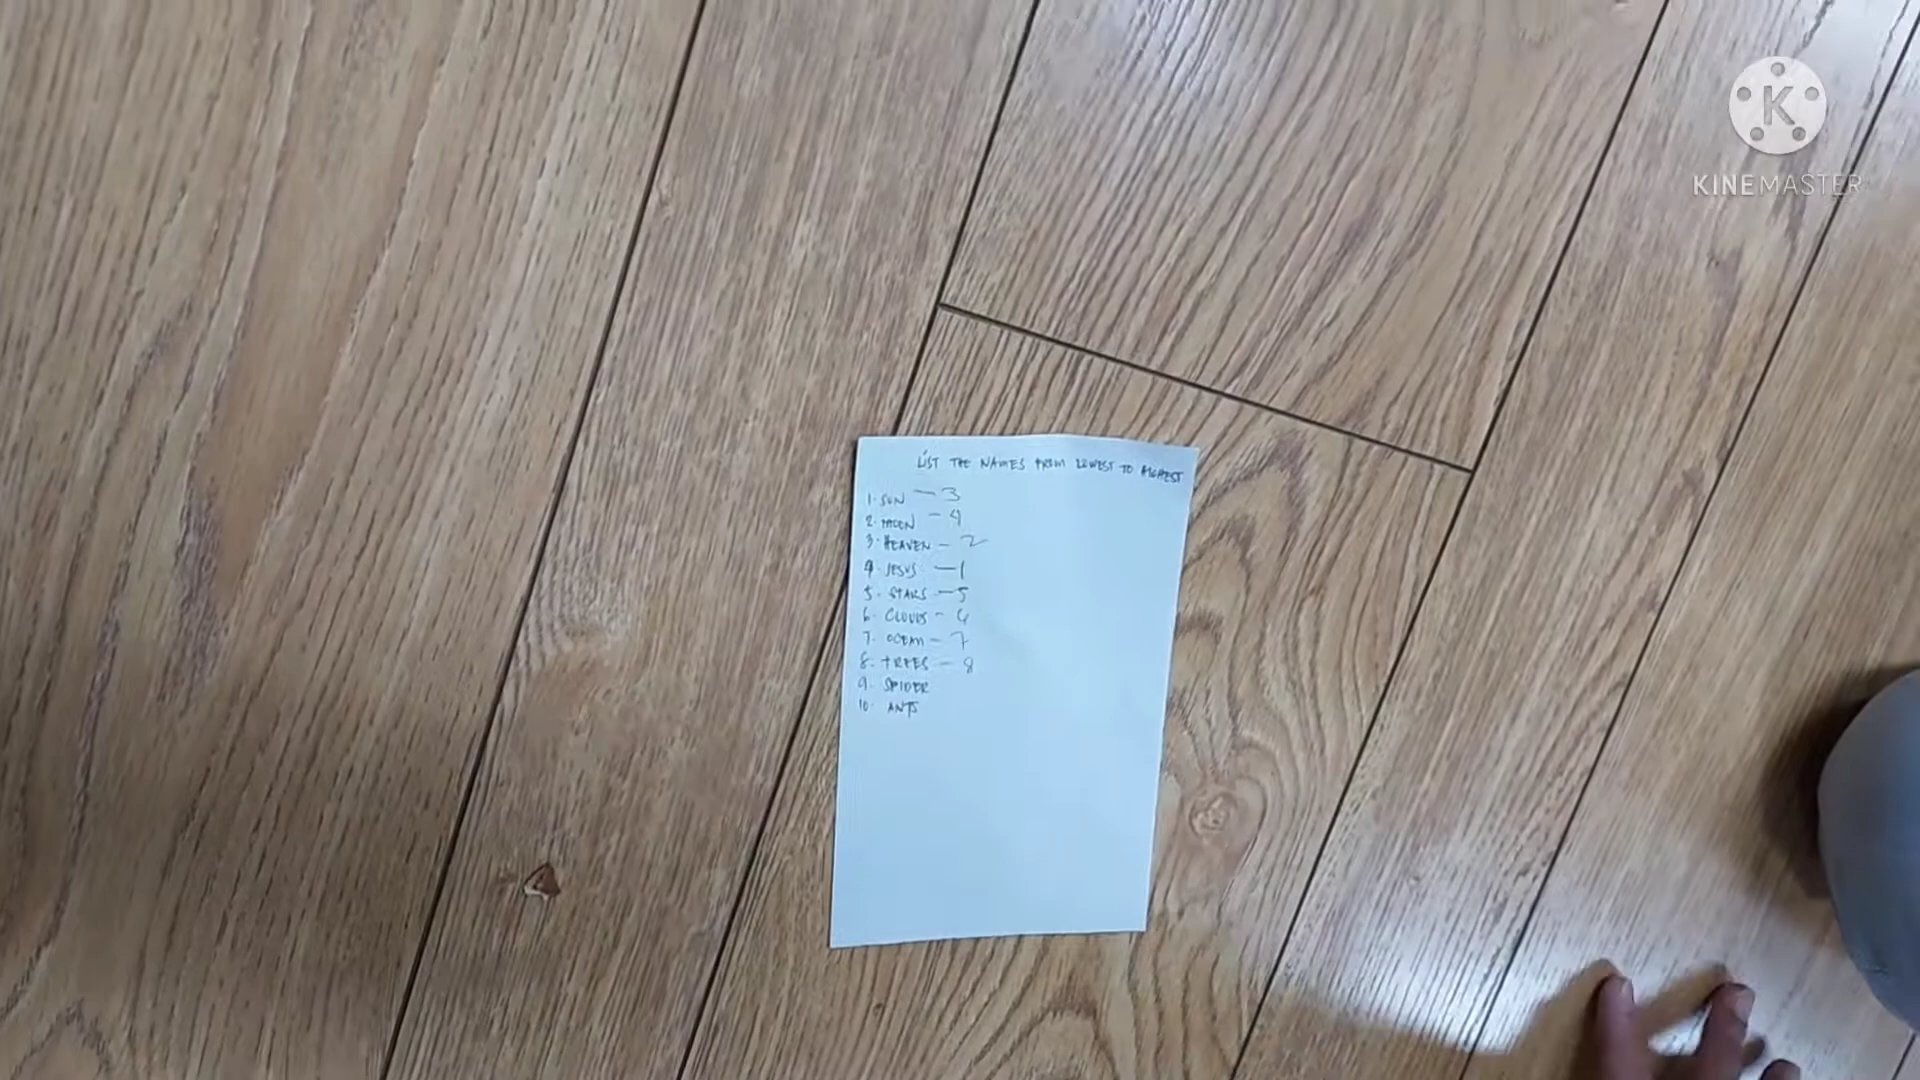 K
KINEMASTER
LIST THE NAMES FROM LOWEST TO HIGHEST
1. SUN — 3
2. MOON — 4
3. HEAVEN — 2
4. JESUS — 1
5. STARS — 5
6. CLOUDS - 6
7. OCEAN — 7
8. TREES — 8
9. SPIDER
10. ANTS